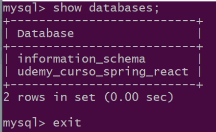 mysql> show databases;
+--------------------------+
| Database                 |
+--------------------------+
| information_schema       |
| udemy_curso_spring_react |
+--------------------------+
2 rows in set (0.00 sec)
mysql> exit